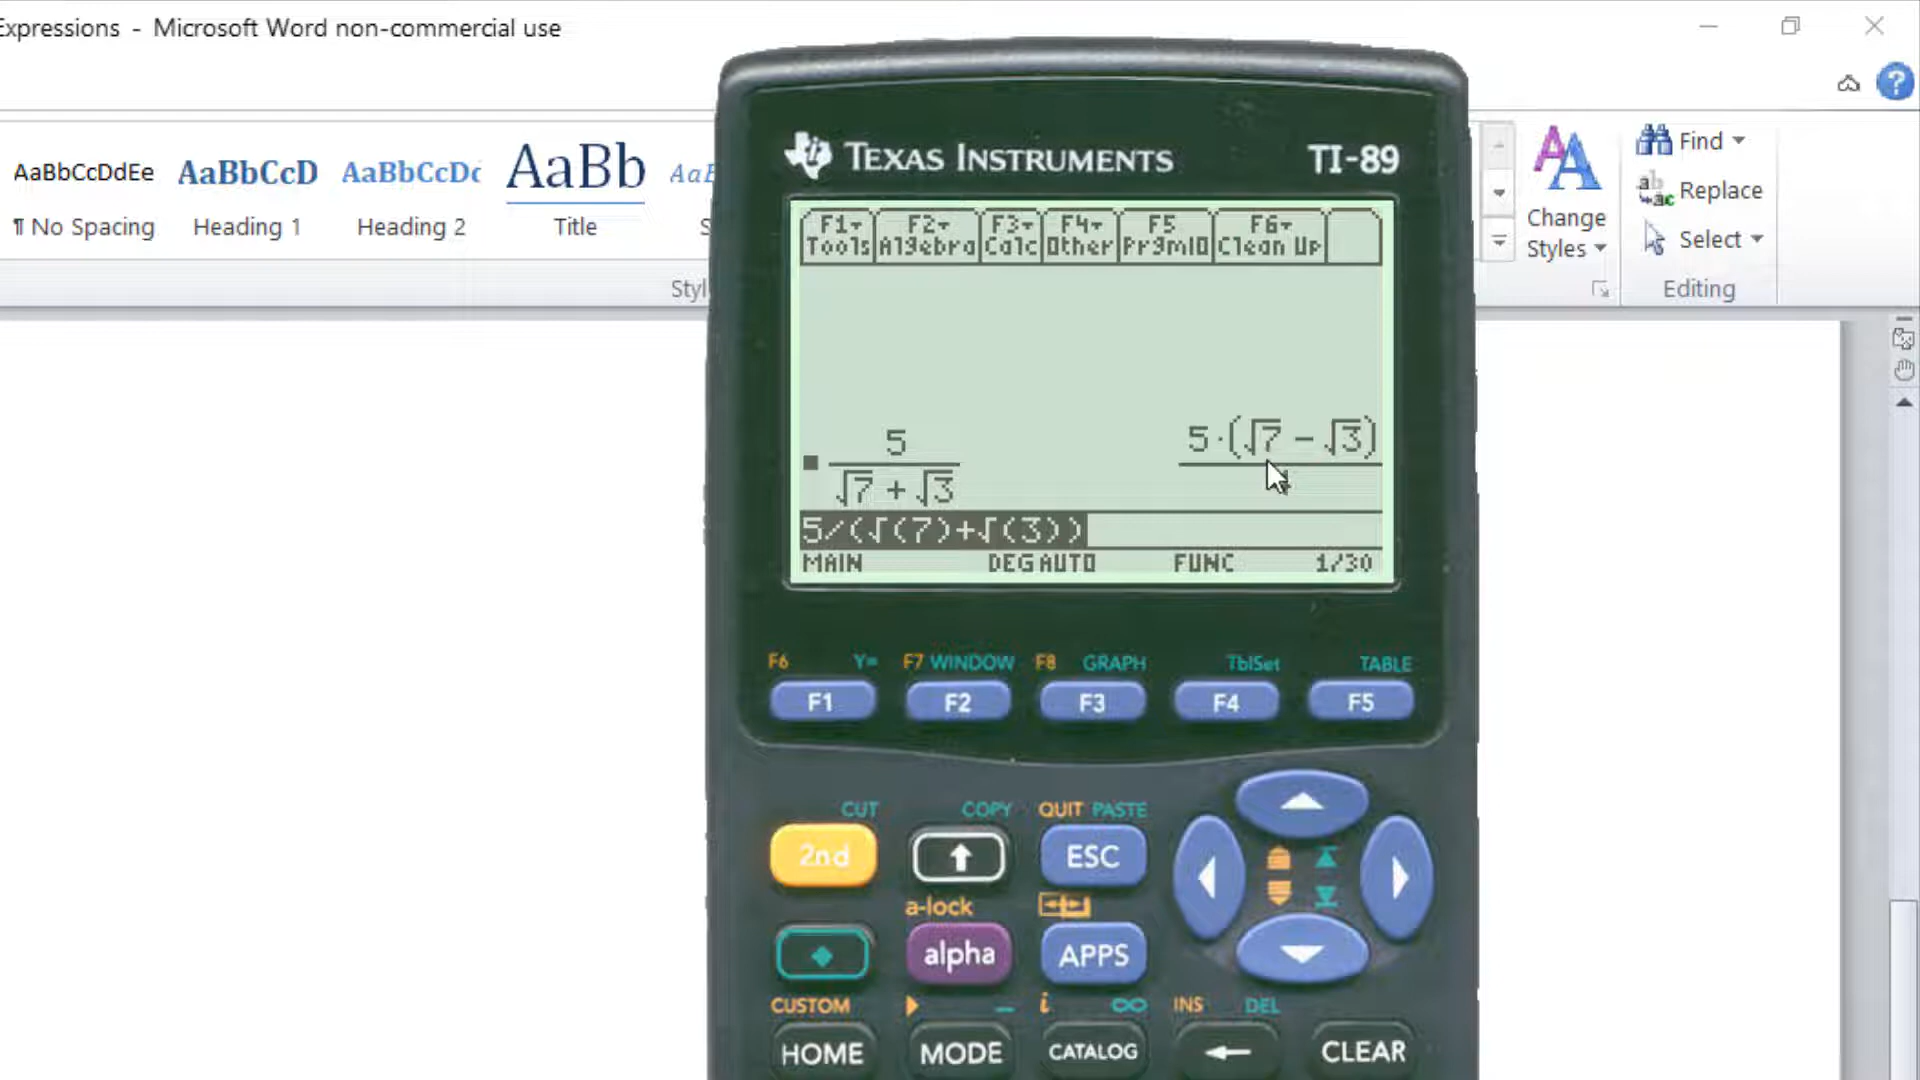 Expressions - Microsoft Word non-commercial use
AaBbCcDdEe AaBbCcD AaBbCcDc AaBb AaE
¶ No Spacing Heading 1 Heading 2 Title S
Styl
Change Styles
Find
Replace
Select
Editing
TEXAS INSTRUMENTS TI-89
F1 F2 F3 F4 F5 F6
Tools Algebra Calc Other PrgmIO Clean Up
5 5·(√7 - √3)
√7 + √3
5/(√(7)+√(3))
MAIN DEG AUTO FUNC 1/30
F6 Y= F7 WINDOW F8 GRAPH TblSet TABLE
F1 F2 F3 F4 F5
CUT COPY QUIT PASTE
2nd ESC
a-lock
alpha APPS
CUSTOM i ∞ INS DEL
HOME MODE CATALOG CLEAR